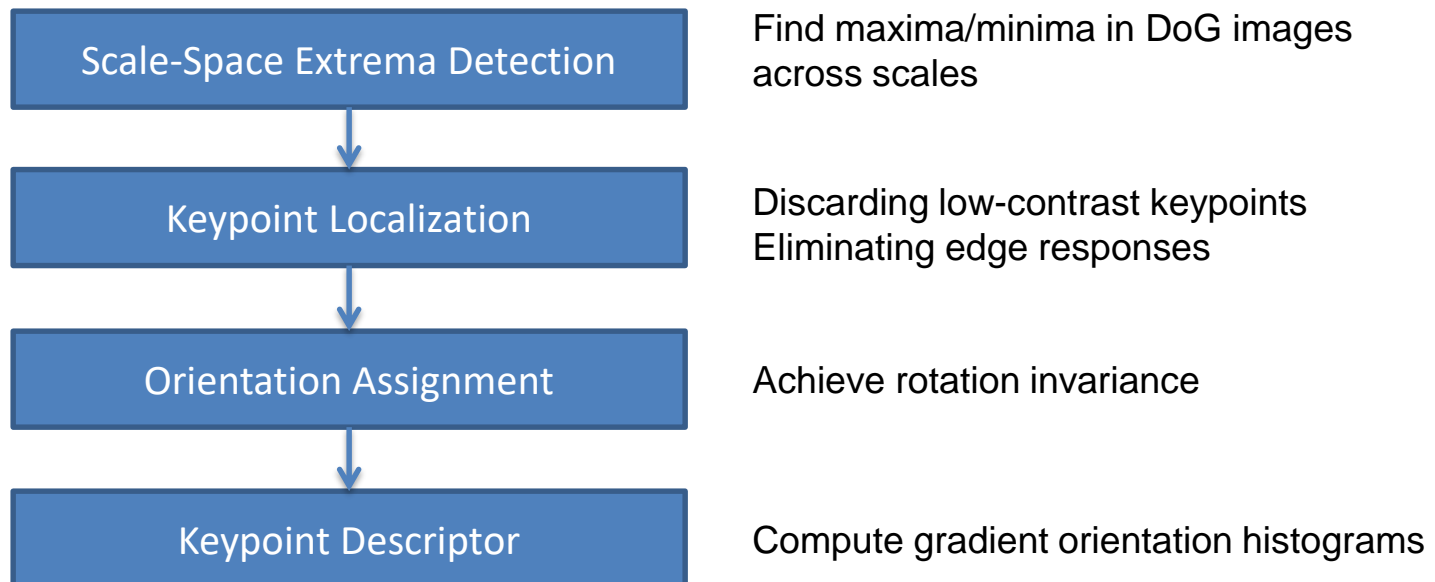 Scale-Space Extrema Detection
Find maxima/minima in DoG images
across scales
Keypoint Localization
Discarding low-contrast keypoints
Eliminating edge responses
Orientation Assignment
Achieve rotation invariance
Keypoint Descriptor
Compute gradient orientation histograms